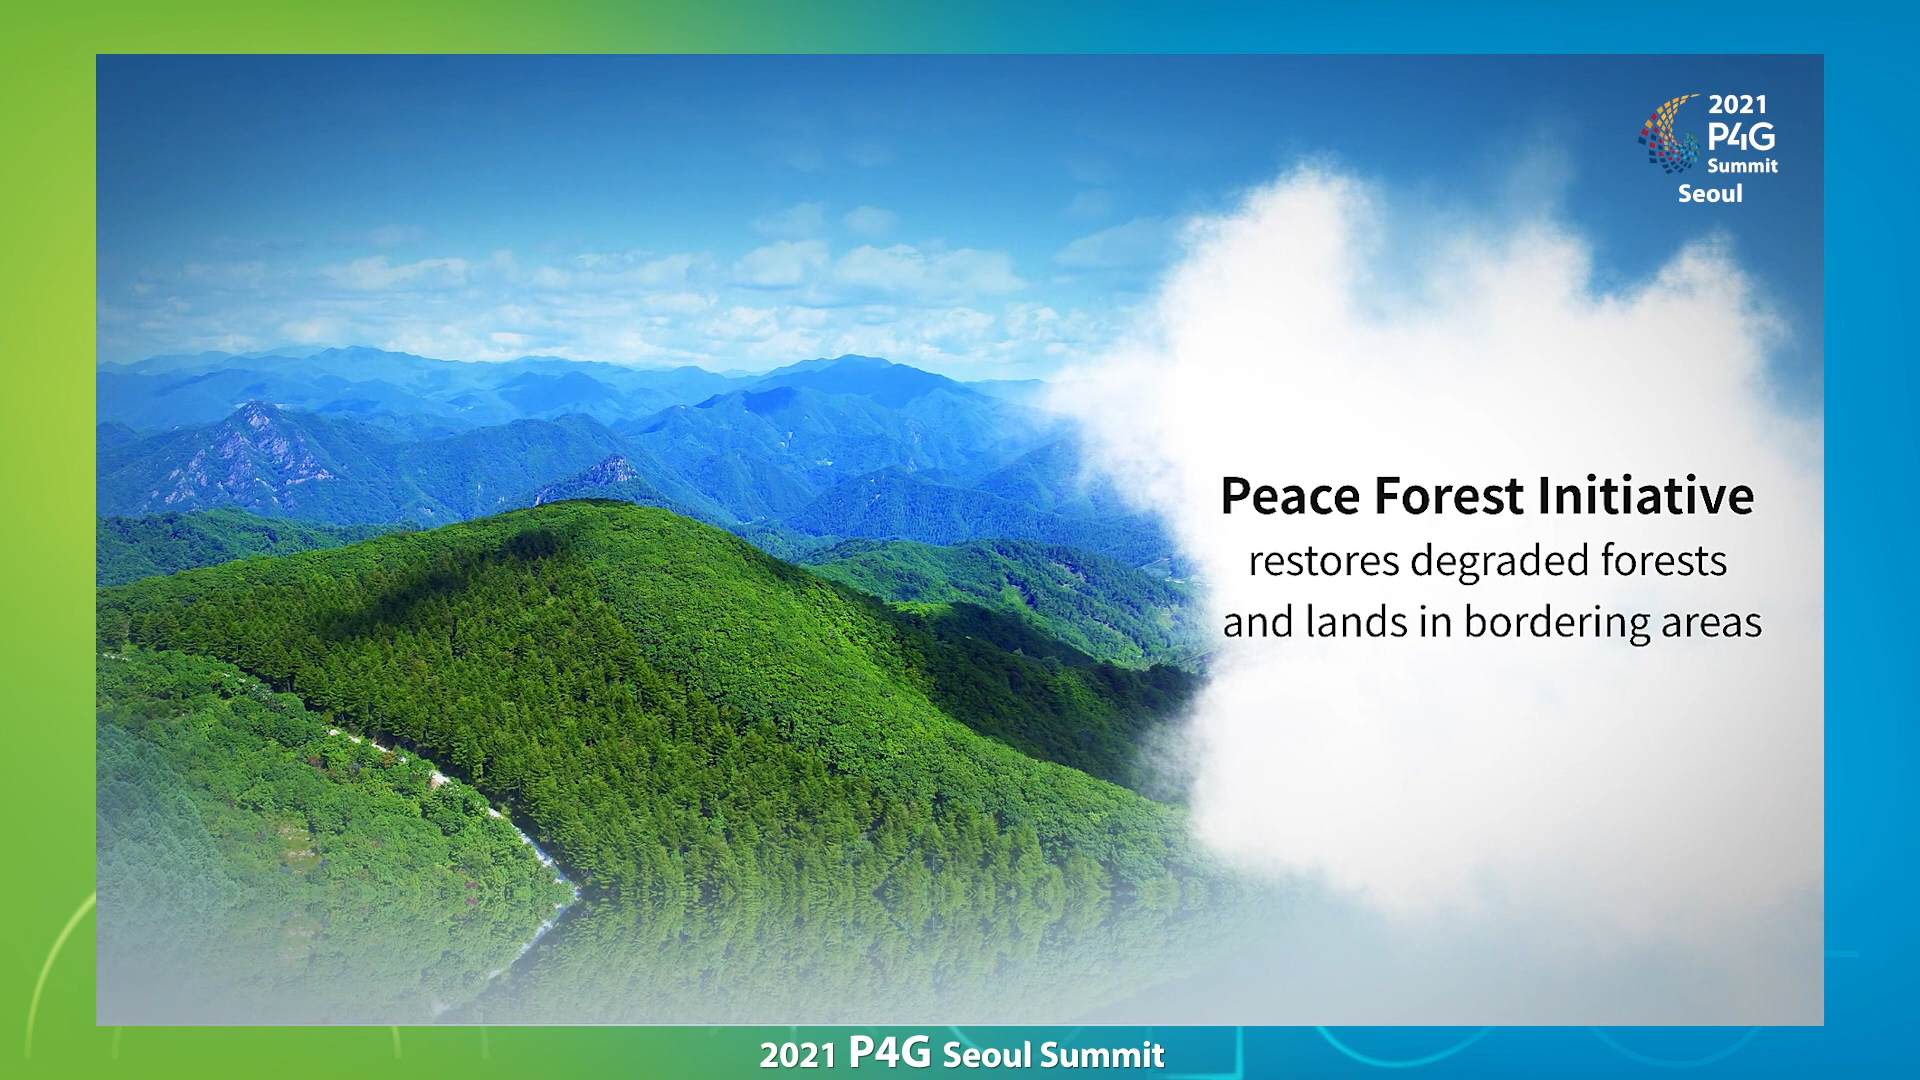 2021
P4G
Summit
Seoul
Peace Forest Initiative
restores degraded forests
and lands in bordering areas
2021 P4G Seoul Summit